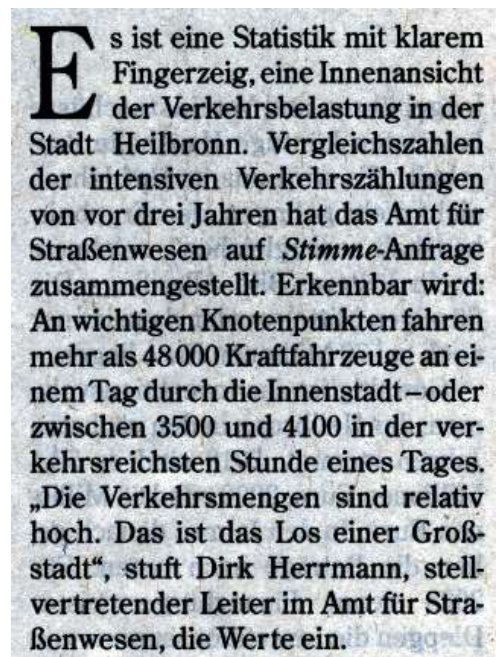 Es ist eine Statistik mit klarem
Fingerzeig, eine Innenansicht
der Verkehrsbelastung in der
Stadt Heilbronn. Vergleichszahlen
der intensiven Verkehrszählungen
von vor drei Jahren hat das Amt für
Straßenwesen auf Stimme-Anfrage
zusammengestellt. Erkennbar wird:
An wichtigen Knotenpunkten fahren
mehr als 48 000 Kraftfahrzeuge an ei-
nem Tag durch die Innenstadt – oder
zwischen 3500 und 4100 in der ver-
kehrsreichsten Stunde eines Tages.
„Die Verkehrsmengen sind relativ
hoch. Das ist das Los einer Groß-
stadt“, stuft Dirk Herrmann, stell-
vertretender Leiter im Amt für Stra-
ßenwesen, die Werte ein.